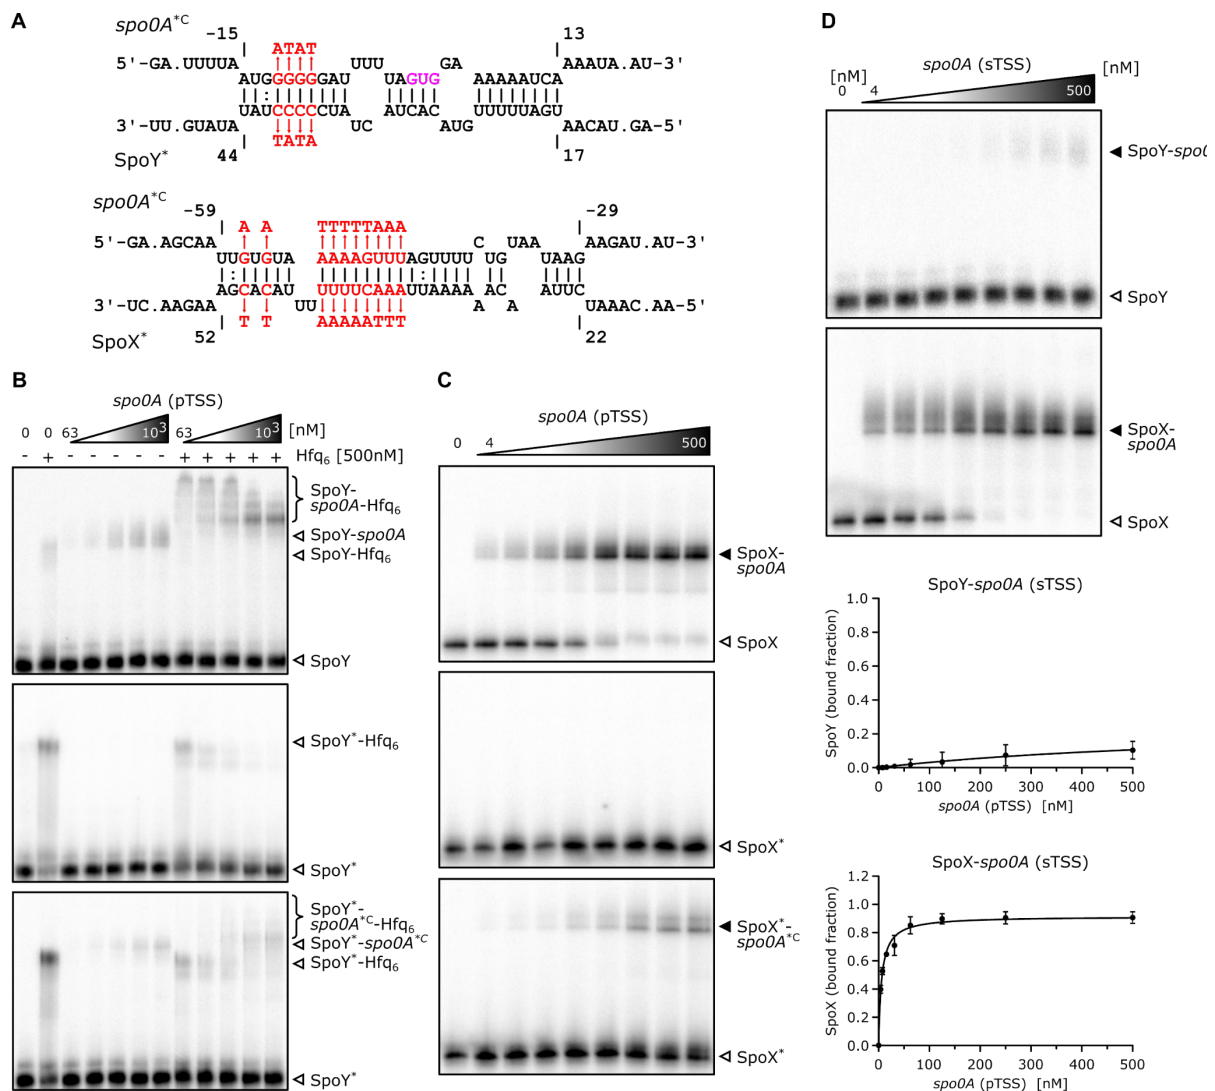 A
spo0A*C
-15
13
ATAT
5'-GA.UUUUA
UUU
GA
AAAUA.AU-3'
AUGGGGGGAU
UAGUG
AAAAAUCA
UAUCCCCCUA
AUCAC
UUUUUAGU
3'-UU.GUAUA
UC
AUG
AACAU.GA-5'
TATA
SpoY*
44
17
spo0A*C
-59
-29
A A
TTTTTAAA
5'-GA.AGCAA
C UAA
AAGAU.AU-3'
UUGUGUA
AAAAGUUUAGUUUU
UG
UAAG
AGCACAU
UUUUCAAAUUAAAA
AC
AUUC
3'-UC.AAGAA
UU
A A
UAAAC.AA-5'
T T
AAAAATTT
SpoX*
52
22
B
spo0A (pTSS)
0 0 63 10³ 63 10³ [nM]
- + - - - - - + + + + + Hfq₆ [500nM]
SpoY-
spo0A-Hfq₆
SpoY-spo0A
SpoY-Hfq₆
SpoY
SpoY*-Hfq₆
SpoY*
SpoY*-
spo0A*C-Hfq₆
SpoY*-spo0A*C
SpoY*-Hfq₆
SpoY*
C
spo0A (pTSS)
0 4 500
SpoX-
spo0A
SpoX
SpoX*
SpoX*-
spo0A*C
SpoX*
D
spo0A (sTSS)
[nM] [nM]
0 4 500
SpoY-spo0
SpoY
SpoX-
spo0A
SpoX
SpoY-spo0A (sTSS)
SpoY (bound fraction)
1.0
0.8
0.6
0.4
0.2
0.0
0 100 200 300 400 500
spo0A (pTSS) [nM]
SpoX-spo0A (sTSS)
SpoX (bound fraction)
1.2
1.0
0.8
0.6
0.4
0.2
0.0
0 100 200 300 400 500
spo0A (pTSS) [nM]